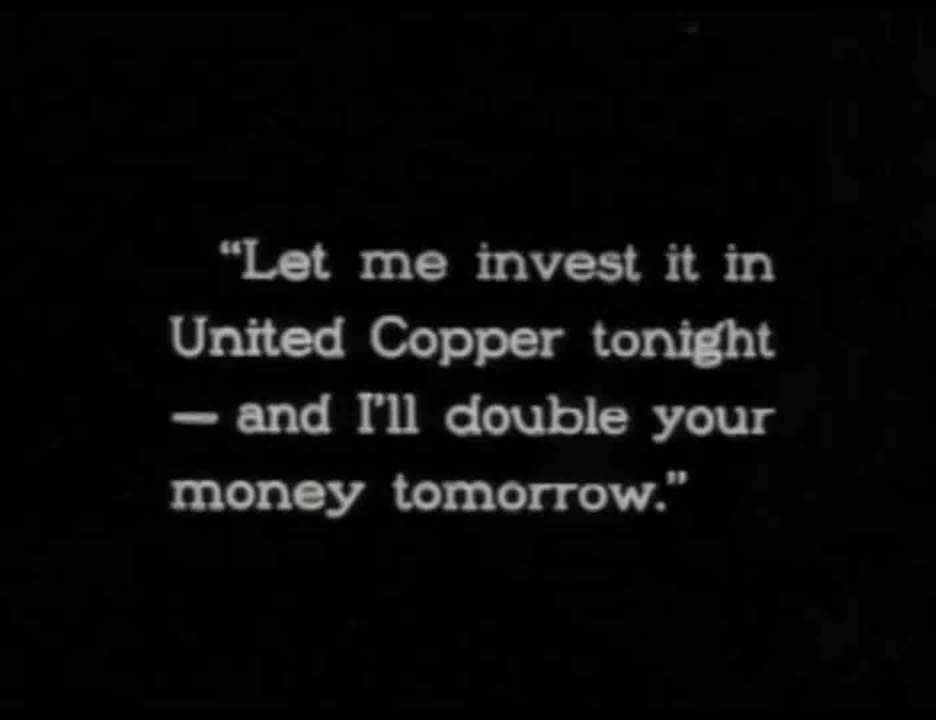 “Let me invest it in
United Copper tonight
— and I'll double your
money tomorrow.”